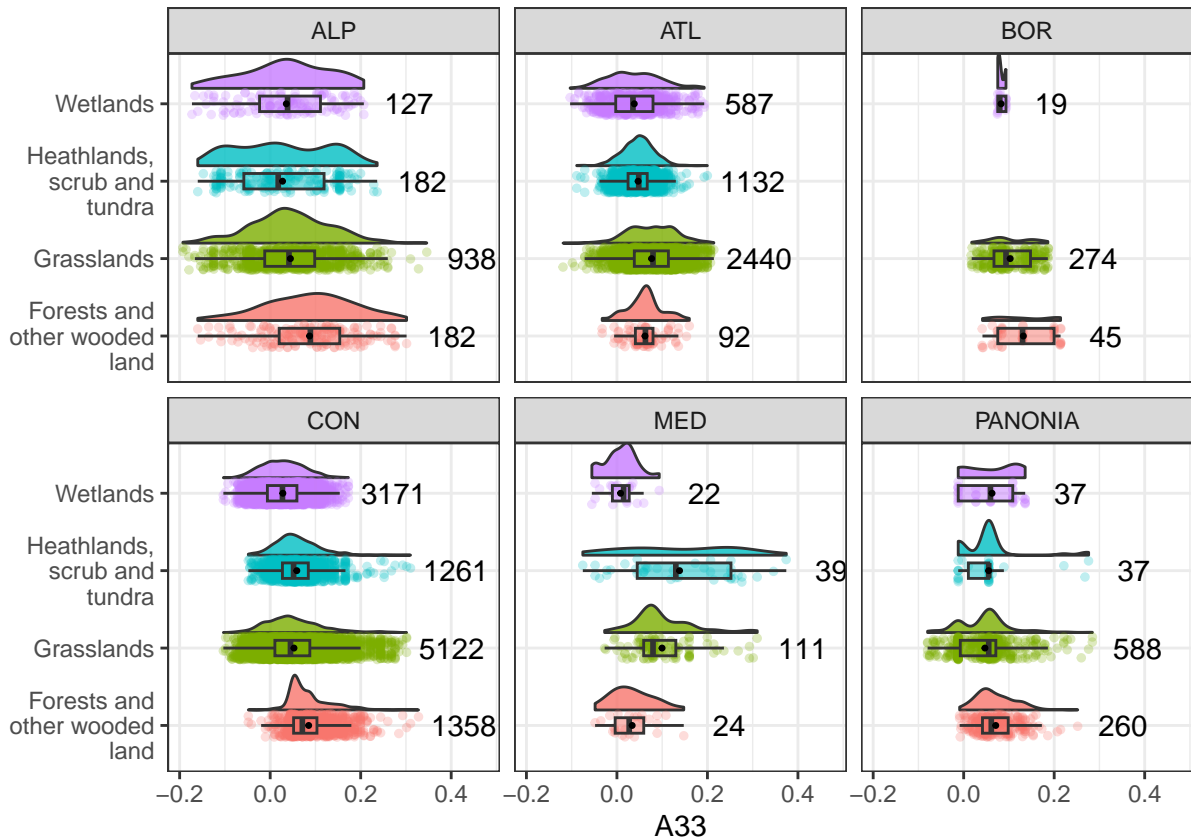 ALP
ATL
BOR
Wetlands
127
587
19
Heathlands,
scrub and
tundra
182
1132
Grasslands
938
2440
274
Forests and
other wooded
land
182
92
45
CON
MED
PANONIA
Wetlands
3171
22
37
Heathlands,
scrub and
tundra
1261
39
37
Grasslands
5122
111
588
Forests and
other wooded
land
1358
24
260
−0.2 0.0 0.2 0.4
−0.2 0.0 0.2 0.4
−0.2 0.0 0.2 0.4
A33